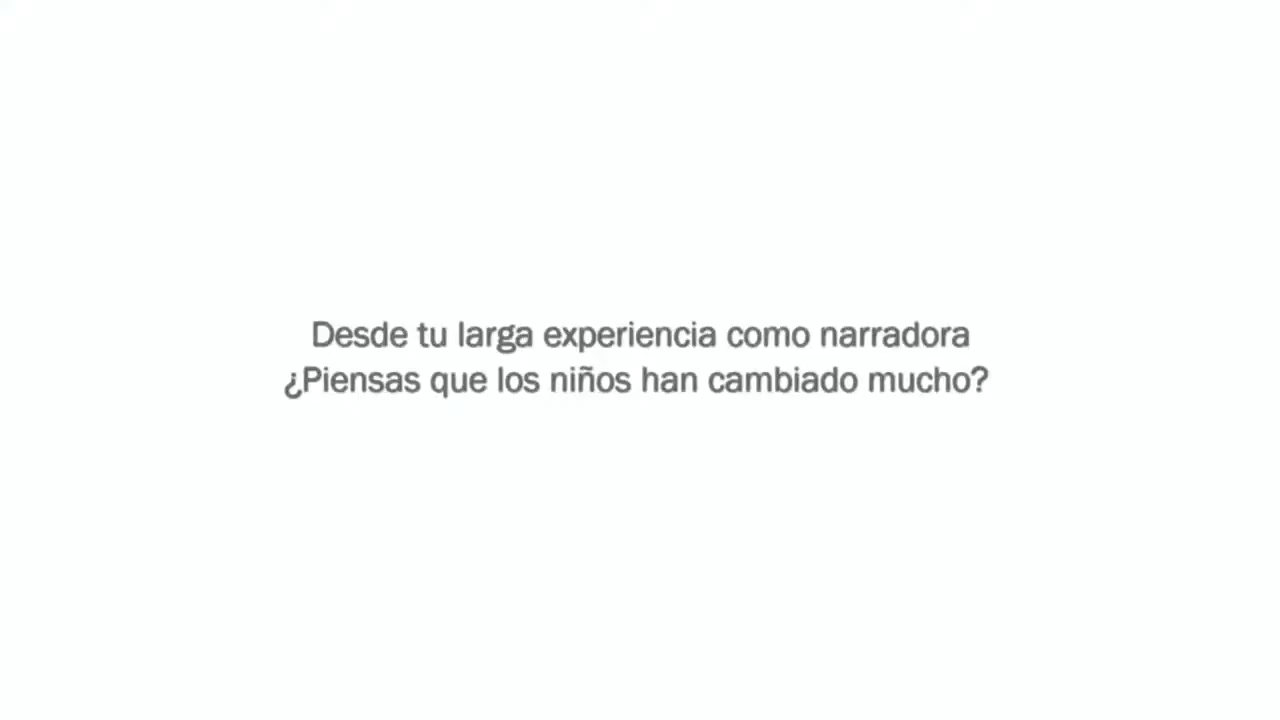 Desde tu larga experiencia como narradora
¿Piensas que los niños han cambiado mucho?